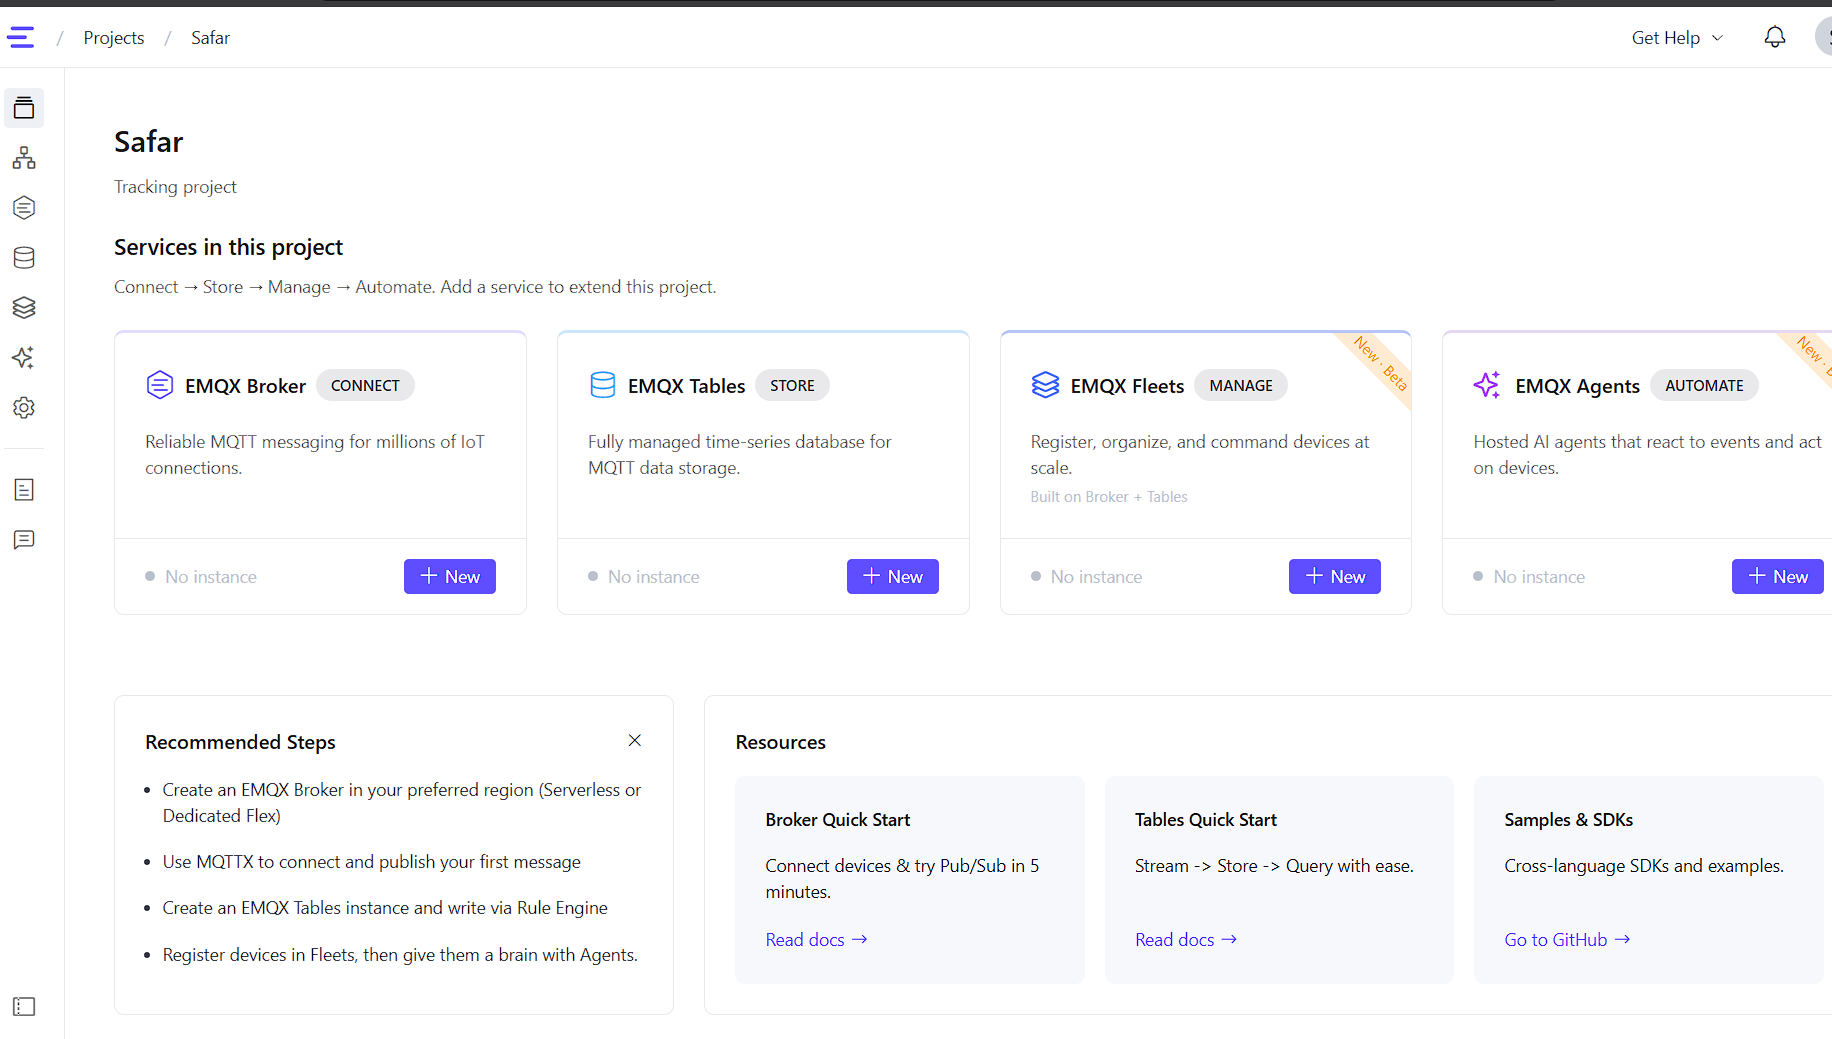 / Projects / Safar
Get Help
Safar
Tracking project
Services in this project
Connect → Store → Manage → Automate. Add a service to extend this project.
EMQX Broker CONNECT
Reliable MQTT messaging for millions of IoT
connections.
No instance
+ New
EMQX Tables STORE
Fully managed time-series database for
MQTT data storage.
No instance
+ New
New · Beta
EMQX Fleets MANAGE
Register, organize, and command devices at
scale.
Built on Broker + Tables
No instance
+ New
New ·
EMQX Agents AUTOMATE
Hosted AI agents that react to events and act
on devices.
No instance
+ New
Recommended Steps
• Create an EMQX Broker in your preferred region (Serverless or
Dedicated Flex)
• Use MQTTX to connect and publish your first message
• Create an EMQX Tables instance and write via Rule Engine
• Register devices in Fleets, then give them a brain with Agents.
Resources
Broker Quick Start
Connect devices & try Pub/Sub in 5
minutes.
Read docs →
Tables Quick Start
Stream -> Store -> Query with ease.
Read docs →
Samples & SDKs
Cross-language SDKs and examples.
Go to GitHub →